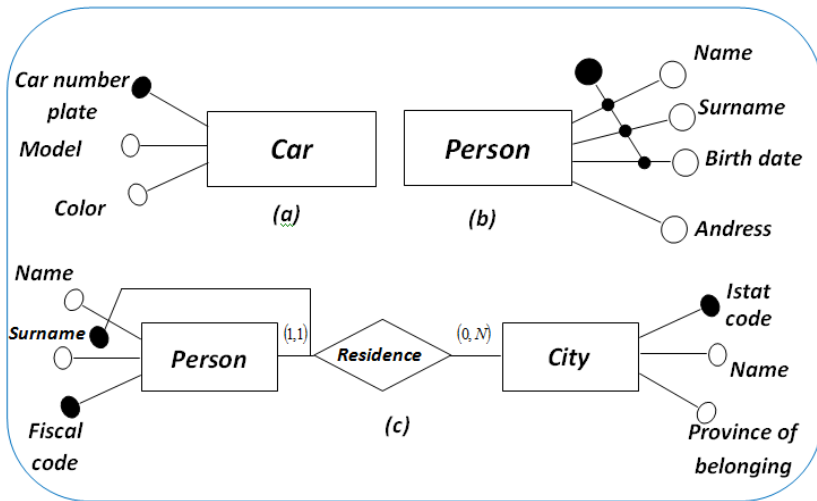 Car number
plate
Model
Color
Car
(a)
Name
Surname
Birth date
Andress
Person
(b)
Name
Surname
Fiscal
code
Person
(1,1)
Residence
(0, N)
City
Istat
code
Name
Province of
belonging
(c)